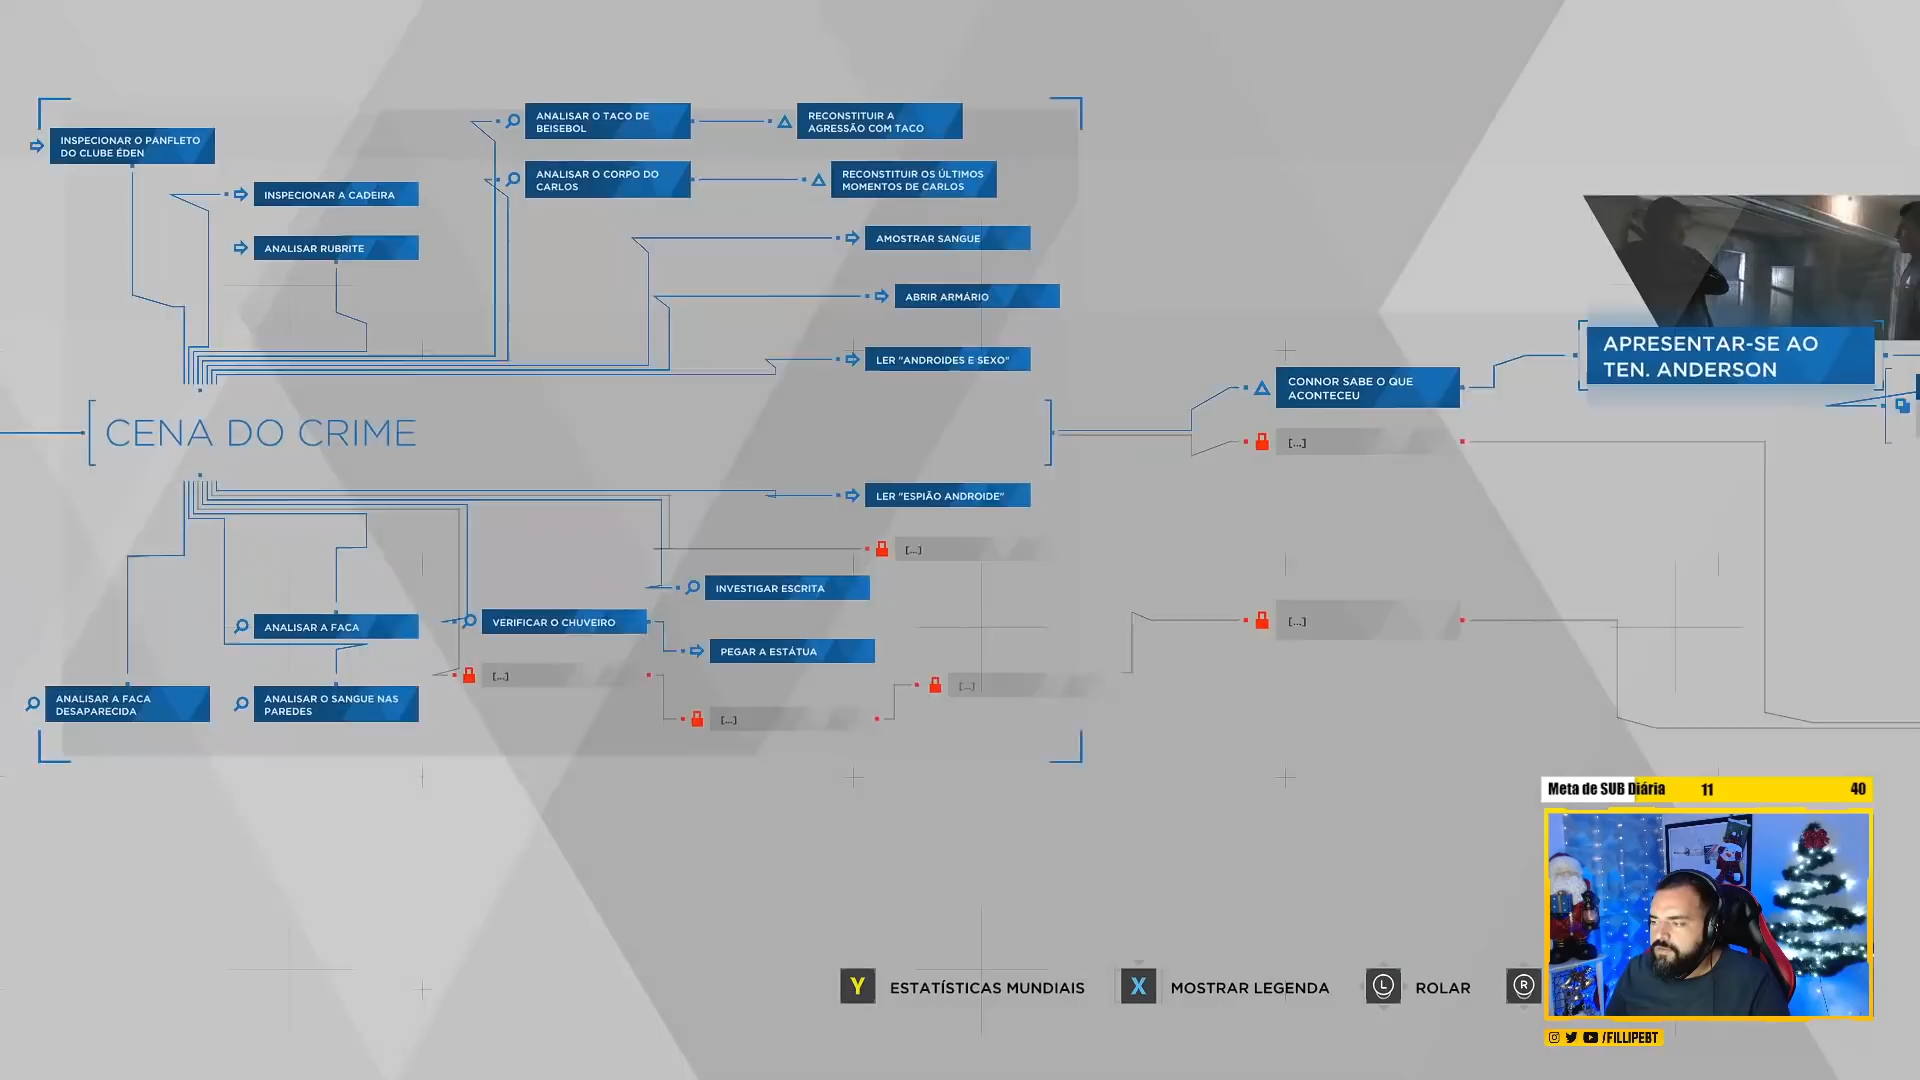 INSPECIONAR O PANFLETO
DO CLUBE ÉDEN
INSPECIONAR A CADEIRA
ANALISAR RUBRITE
ANALISAR O TACO DE
BEISEBOL
RECONSTITUIR A
AGRESSÃO COM TACO
ANALISAR O CORPO DO
CARLOS
RECONSTITUIR OS ÚLTIMOS
MOMENTOS DE CARLOS
AMOSTRAR SANGUE
ABRIR ARMÁRIO
LER "ANDROIDES E SEXO"
CENA DO CRIME
CONNOR SABE O QUE
ACONTECEU
[...]
APRESENTAR-SE AO
TEN. ANDERSON
LER "ESPIÃO ANDROIDE"
[...]
INVESTIGAR ESCRITA
ANALISAR A FACA
VERIFICAR O CHUVEIRO
[...]
PEGAR A ESTÁTUA
[...]
[...]
[...]
ANALISAR A FACA
DESAPARECIDA
ANALISAR O SANGUE NAS
PAREDES
Meta de SUB Diária 11 40
Y ESTATÍSTICAS MUNDIAIS X MOSTRAR LEGENDA L ROLAR R
/FILLIPEBT